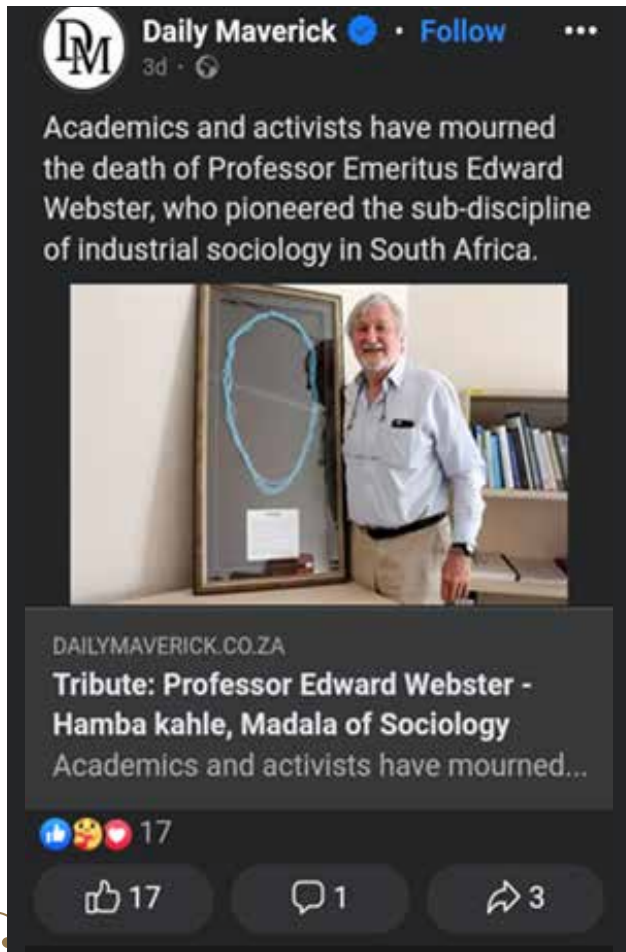 DM
Daily Maverick · Follow
3d ·
Academics and activists have mourned
the death of Professor Emeritus Edward
Webster, who pioneered the sub-discipline
of industrial sociology in South Africa.
DAILYMAVERICK.CO.ZA
Tribute: Professor Edward Webster -
Hamba kahle, Madala of Sociology
Academics and activists have mourned...
17
17
1
3